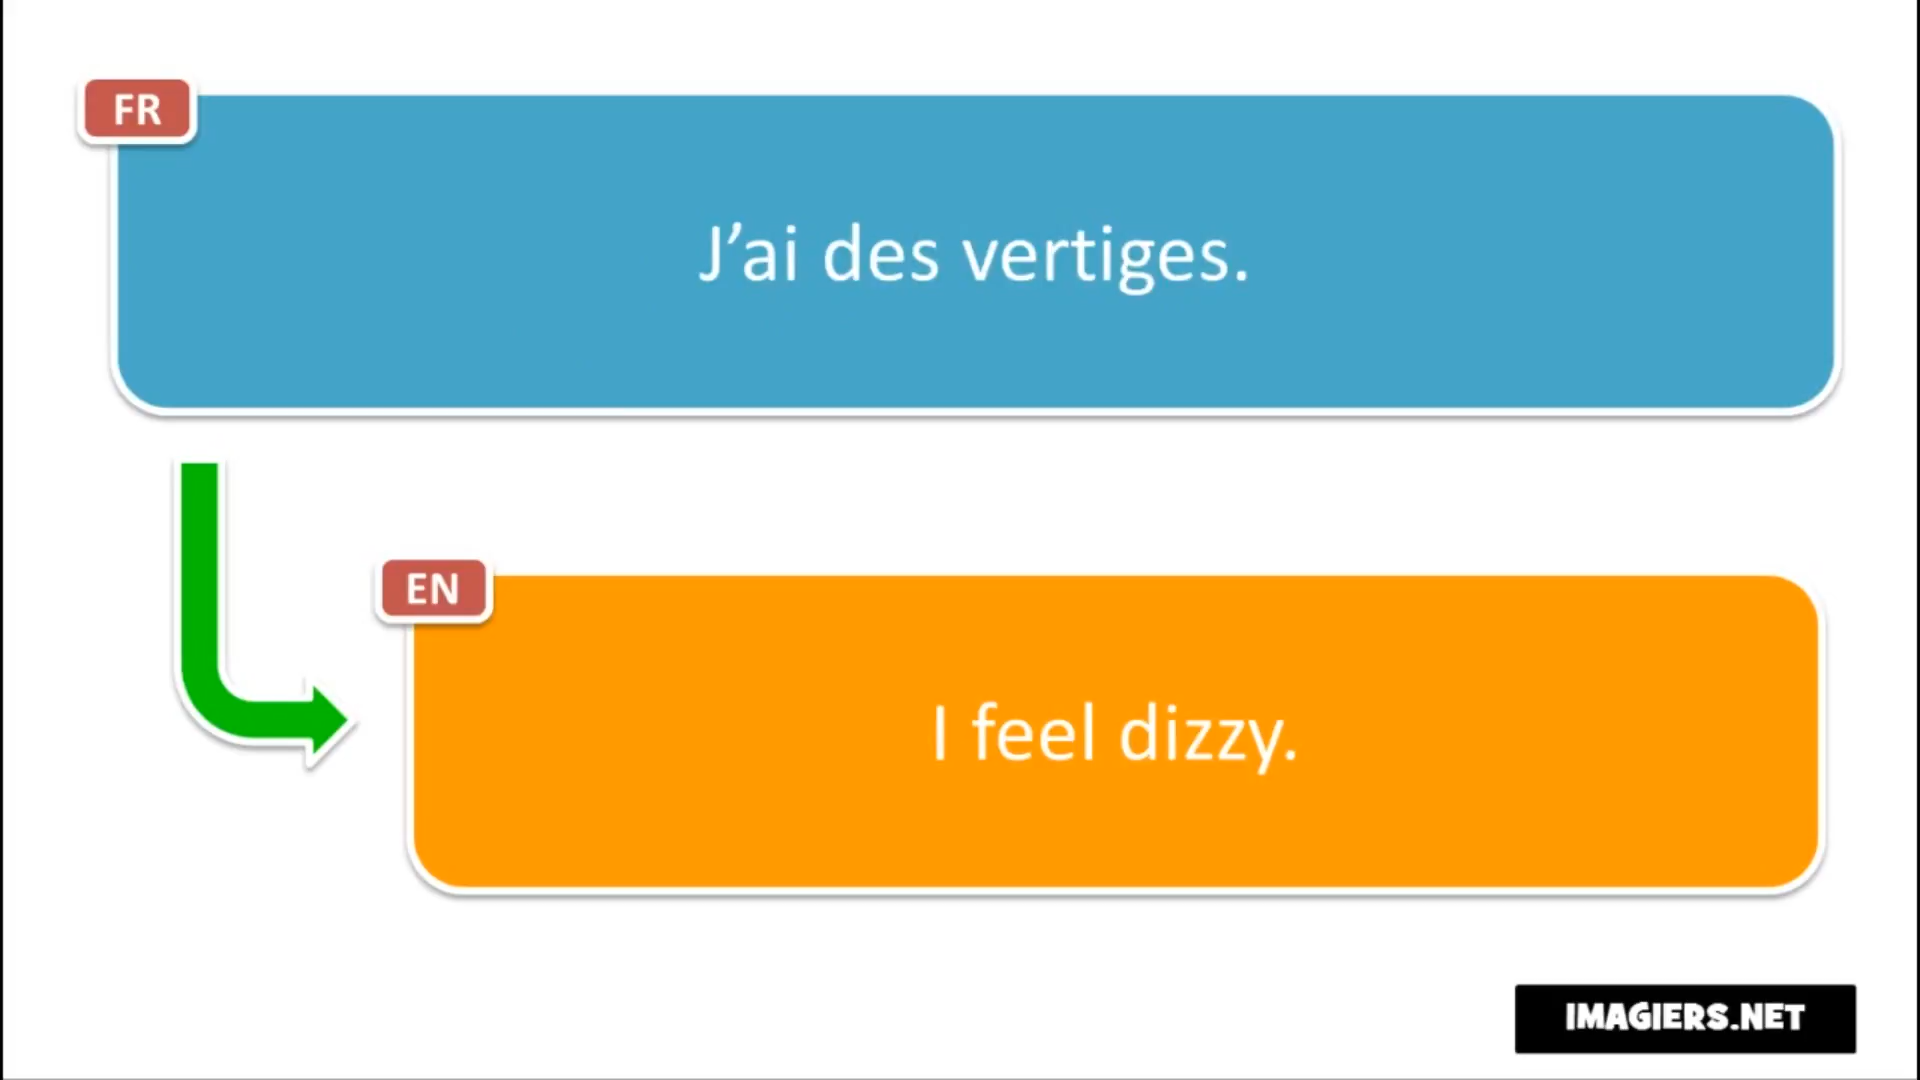 FR
J’ai des vertiges.
EN
I feel dizzy.
IMAGIERS.NET